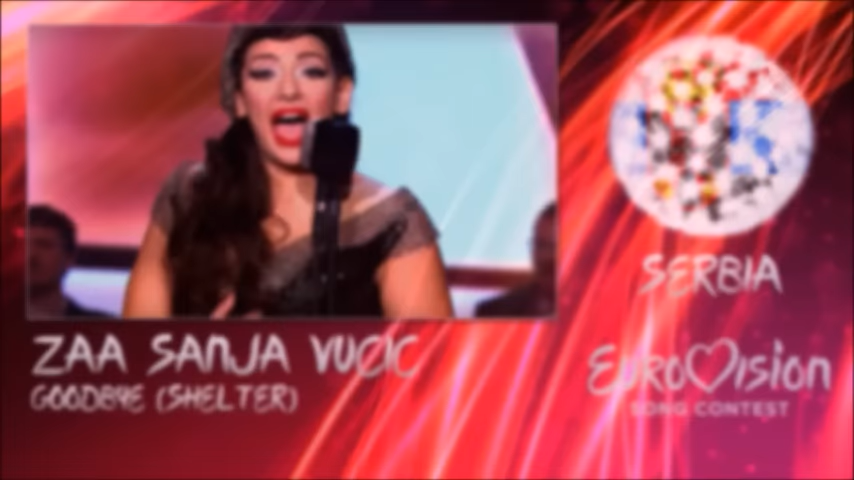 ZAA SANJA VUCIC
GOODBYE (SHELTER)
SERBIA
EUROVISION
SONG CONTEST